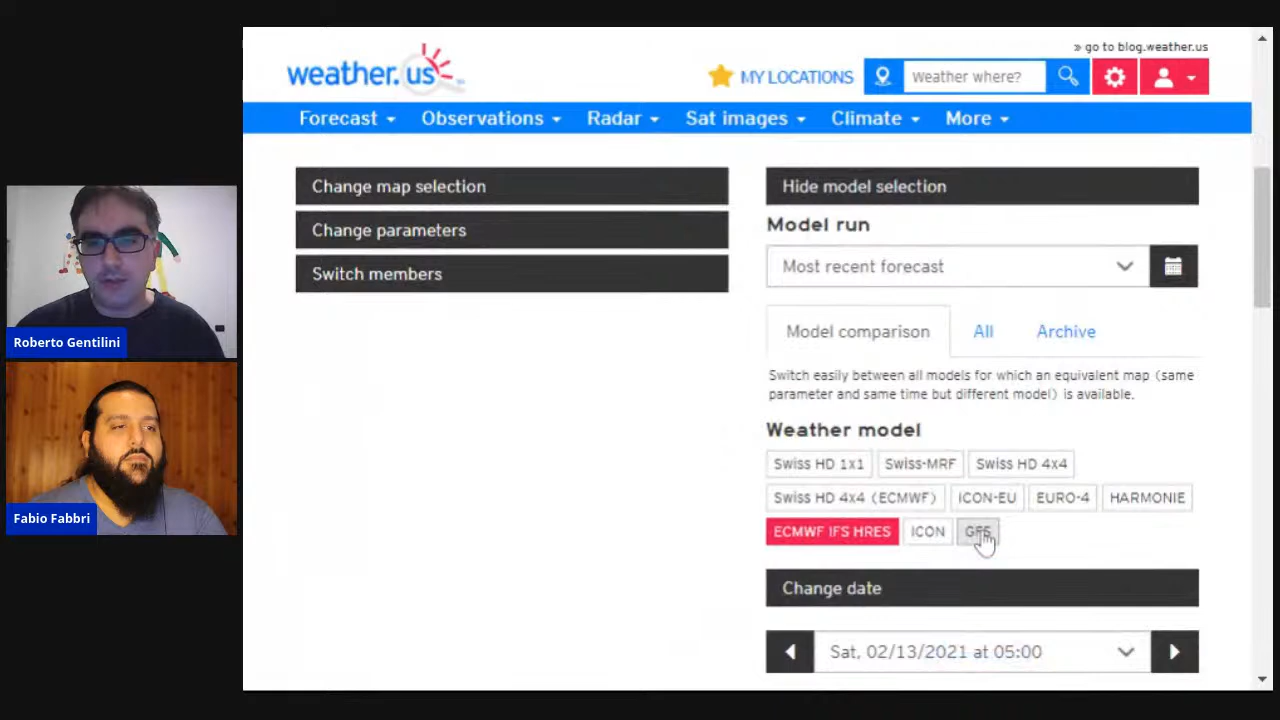 » go to blog.weather.us
weather.us
MY LOCATIONS
Weather where?
Forecast Observations Radar Sat images Climate More
Change map selection
Change parameters
Switch members
Hide model selection
Model run
Most recent forecast
Model comparison All Archive
Switch easily between all models for which an equivalent map (same
parameter and same time but different model) is available.
Weather model
Swiss HD 1x1 Swiss-MRF Swiss HD 4x4
Swiss HD 4x4 (ECMWF) ICON-EU EURO-4 HARMONIE
ECMWF IFS HRES ICON GFS
Change date
Sat, 02/13/2021 at 05:00
Roberto Gentilini
Fabio Fabbri